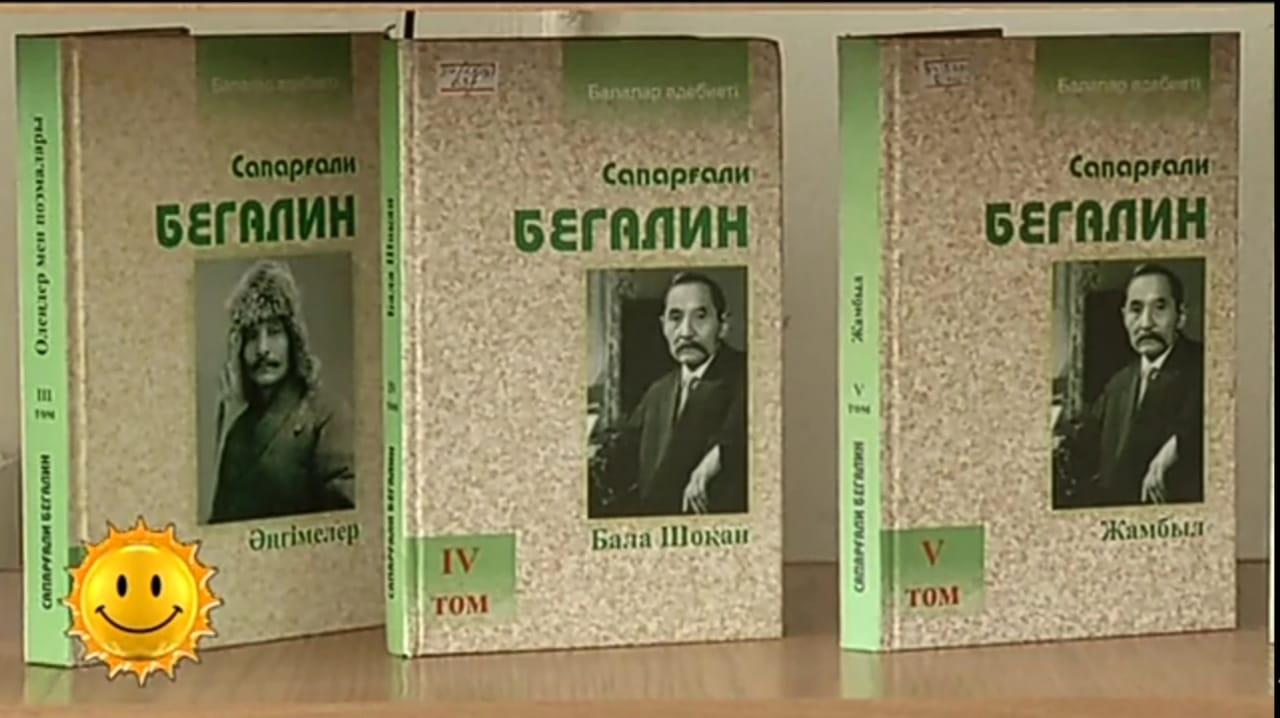 Өлеңдер мен поэмалары
III
том
САПАРҒАЛИ БЕГАЛИН
Балалар әдебиеті
Сапарғали
БЕГАЛИН
Әңгімелер
Бала Шоқан
САПАРҒАЛИ БЕГАЛИН
Балалар әдебиеті
Сапарғали
БЕГАЛИН
Бала Шоқан
IV
том
Жамбыл
V
том
САПАРҒАЛИ БЕГАЛИН
Балалар әдебиеті
Сапарғали
БЕГАЛИН
Жамбыл
V
том